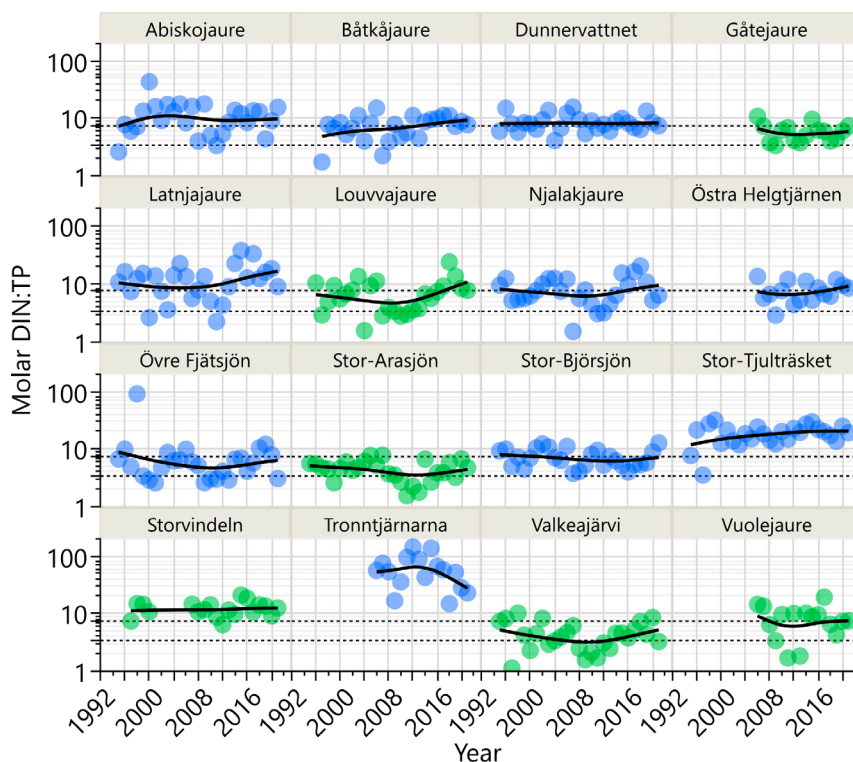 Abiskojaure Båtkåjaure Dunnervattnet Gåtejaure
100
10
1
Latnjajaure Louvvajaure Njalakjaure Östra Helgtjärnen
100
10
1
Övre Fjätsjön Stor-Arasjön Stor-Björsjön Stor-Tjulträsket
100
10
1
Storvindeln Tronntjärnarna Valkeajärvi Vuolejaure
100
10
1
Molar DIN:TP
1992 2000 2008 2016 1992 2000 2008 2016 1992 2000 2008 2016 1992 2000 2008 2016
Year